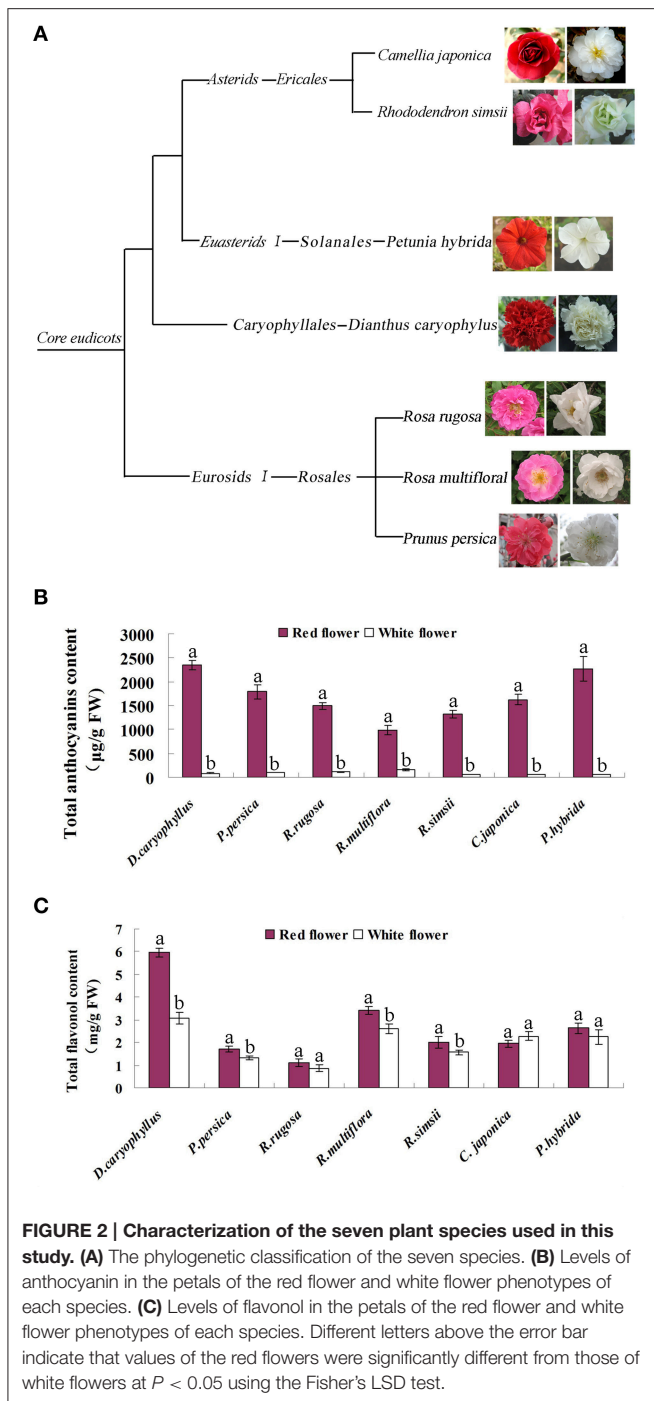 A
Camellia japonica
Asterids Ericales
Rhododendron simsii
Euasterids I Solanales Petunia hybrida
Caryophyllales Dianthus caryophylus
Core eudicots
Rosa rugosa
Eurosids I Rosales
Rosa multifloral
Prunus persica
B
Red flower White flower
Total anthocyanins content
(μg/g FW)
3000
2500
2000
1500
1000
500
0
a b a b a b a b a b a b a b
D.caryophyllus P.persica R.rugosa R.multiflora R.simsii C.japonica P.hybrida
C
Red flower White flower
Total flavonol content
(mg/g FW)
7
6
5
4
3
2
1
0
a b a b a a a b a b a a a a
D.caryophyllus P.persica R.rugosa R.multiflora R.simsii C. japonica P.hybrida
FIGURE 2 | Characterization of the seven plant species used in this
study. (A) The phylogenetic classification of the seven species. (B) Levels of
anthocyanin in the petals of the red flower and white flower phenotypes of
each species. (C) Levels of flavonol in the petals of the red flower and white
flower phenotypes of each species. Different letters above the error bar
indicate that values of the red flowers were significantly different from those of
white flowers at P < 0.05 using the Fisher's LSD test.